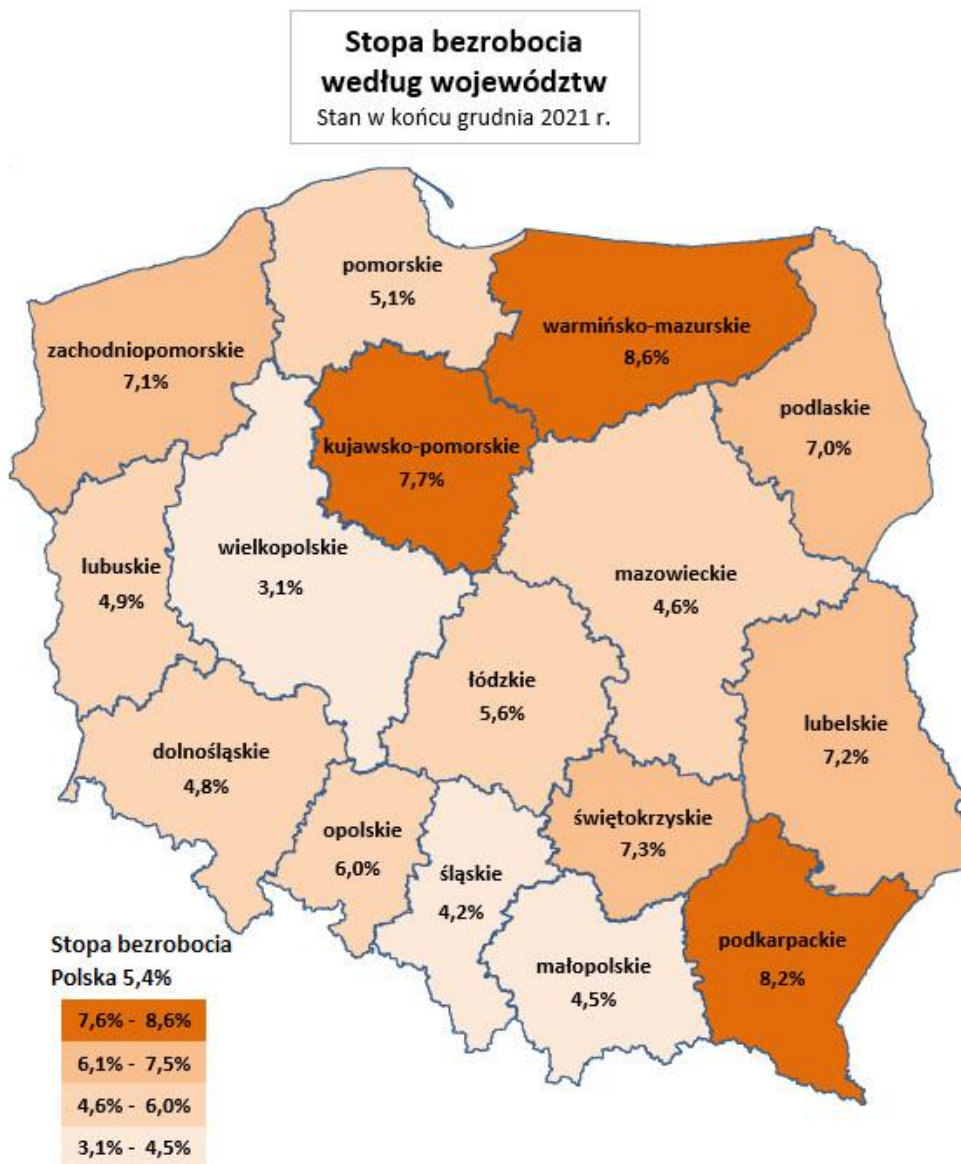 Stopa bezrobocia
według województw
Stan w końcu grudnia 2021 r.
pomorskie
5,1%
warmińsko-mazurskie
8,6%
zachodniopomorskie
7,1%
podlaskie
7,0%
kujawsko-pomorskie
7,7%
wielkopolskie
3,1%
lubuskie
4,9%
mazowieckie
4,6%
łódzkie
5,6%
lubelskie
7,2%
dolnośląskie
4,8%
opolskie
6,0%
świętokrzyskie
7,3%
śląskie
4,2%
małopolskie
4,5%
podkarpackie
8,2%
Stopa bezrobocia
Polska 5,4%
7,6% - 8,6%
6,1% - 7,5%
4,6% - 6,0%
3,1% - 4,5%